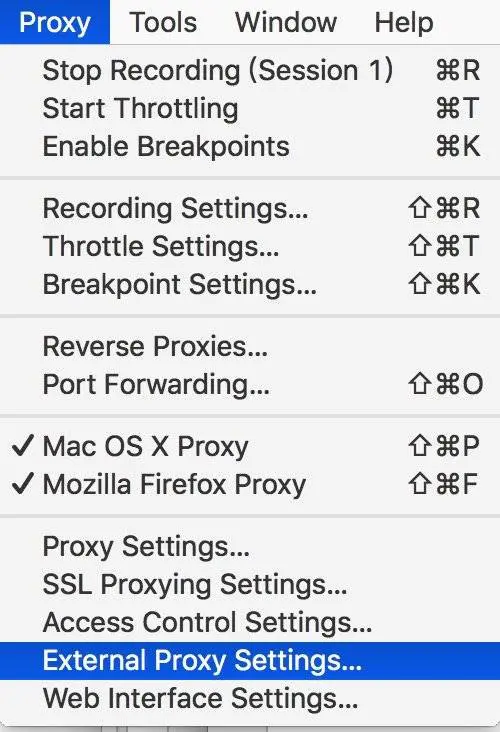 Proxy Tools Window Help
Stop Recording (Session 1) ⌘R
Start Throttling ⌘T
Enable Breakpoints ⌘K
Recording Settings... ⇧⌘R
Throttle Settings... ⇧⌘T
Breakpoint Settings... ⇧⌘K
Reverse Proxies...
Port Forwarding... ⇧⌘O
✓ Mac OS X Proxy ⇧⌘P
✓ Mozilla Firefox Proxy ⇧⌘F
Proxy Settings...
SSL Proxying Settings...
Access Control Settings...
External Proxy Settings...
Web Interface Settings...